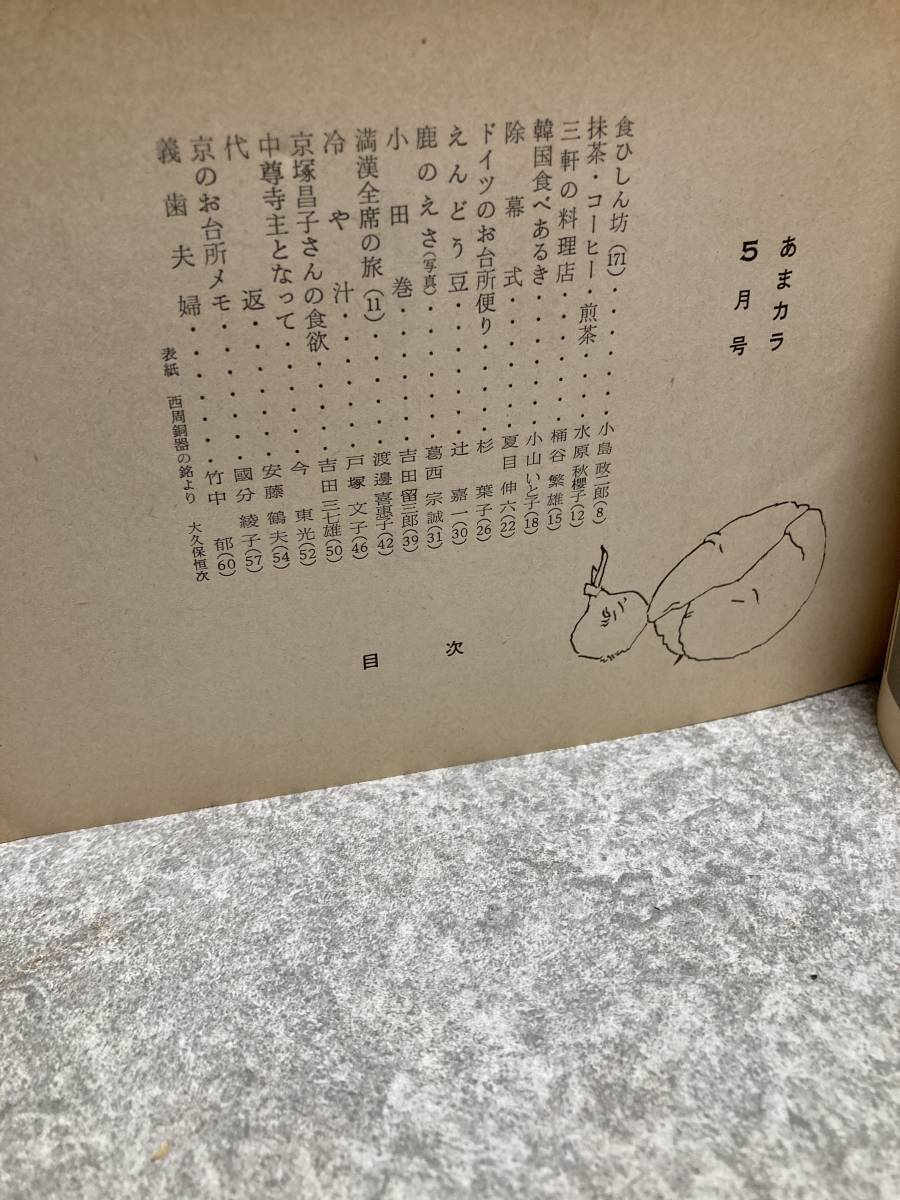 あまカラ
5月号
食ひしん坊(171)・・・・・・小島政二郎(8)
抹茶・コーヒー・煎茶・・・水原秋櫻子(12)
三軒の料理店・・・・・・桶谷繁雄(15)
韓国食べあるき・・・・・小山いと子(18)
除幕式・・・・・・夏目伸六(22)
ドイツのお台所便り・・・・杉葉子(26)
えんどう豆・・・・・・辻嘉一(30)
鹿のえさ(写真)・・・・・・葛西宗誠(31)
小田巻・・・・・・吉田留三郎(39)
満漢全席の旅(11)・・・・・渡邊喜惠子(42)
冷や汁・・・・・・戸塚文子(46)
京塚昌子さんの食欲・・・・吉田三七雄(50)
中尊寺主となって・・・・・今東光(52)
代返・・・・・・安藤鶴夫(54)
京のお台所メモ・・・・・・國分綾子(57)
義歯夫婦・・・・・・竹中郁(60)
表紙 西周銅器の銘より 大久保恒次
目次